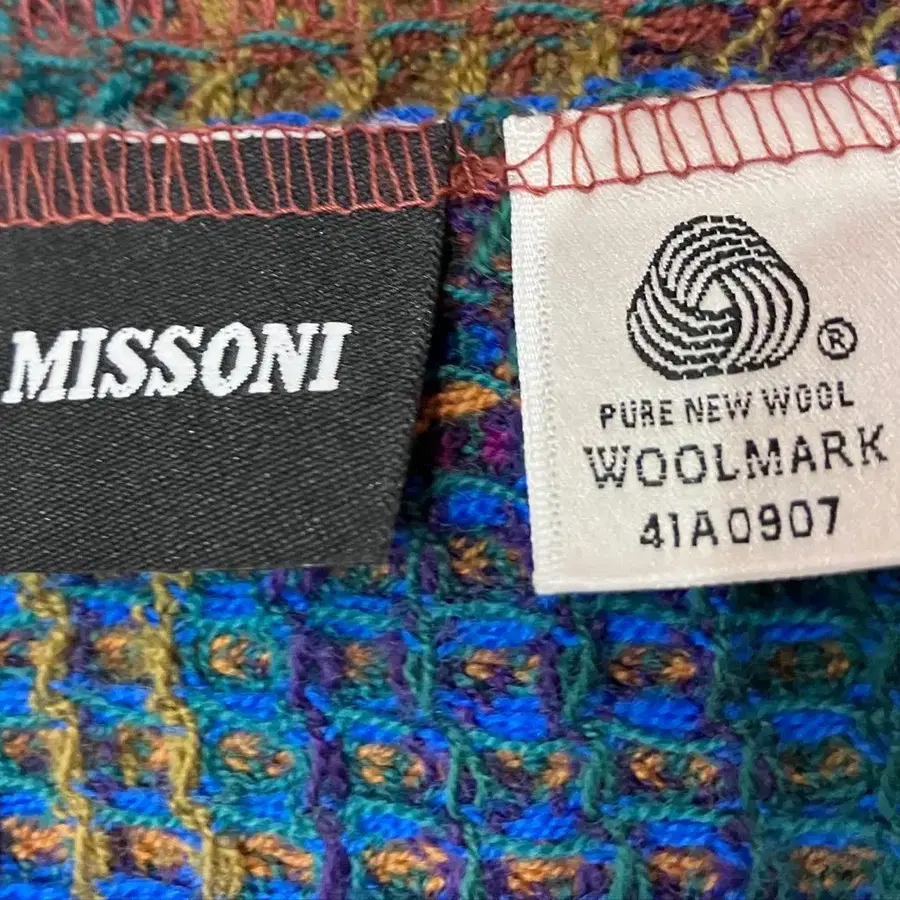 MISSONI
®
PURE NEW WOOL
WOOLMARK
41A0907